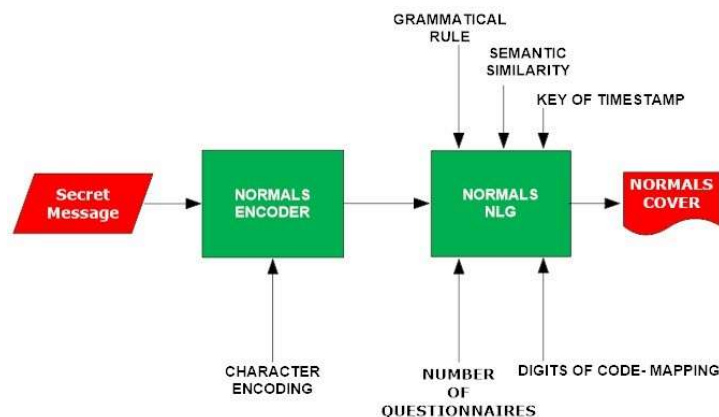 GRAMMATICAL
RULE
SEMANTIC
SIMILARITY
KEY OF TIMESTAMP
Secret
Message
NORMALS
ENCODER
NORMALS
NLG
NORMALS
COVER
CHARACTER
ENCODING
NUMBER
OF
QUESTIONNAIRES
DIGITS OF CODE- MAPPING